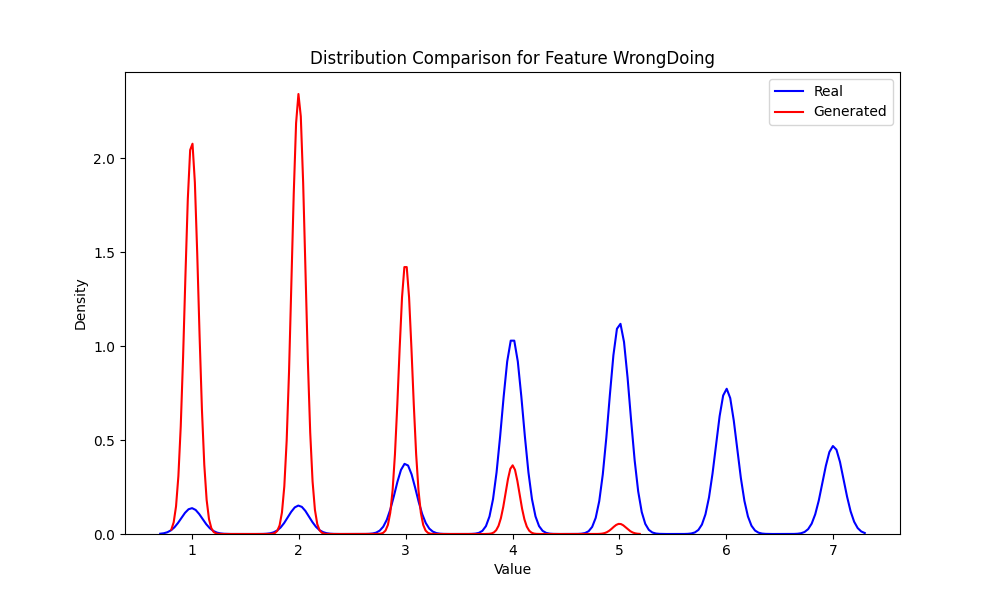 Distribution Comparison for Feature WrongDoing
Real
Generated
Density
2.0
1.5
1.0
0.5
0.0
1 2 3 4 5 6 7
Value